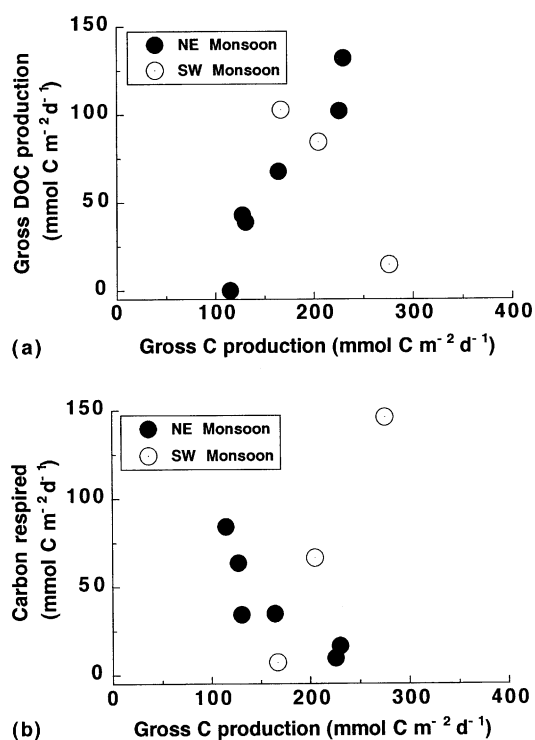 150
NE Monsoon
SW Monsoon
100
50
0
Gross DOC production
(mmol C m⁻² d⁻¹)
0 100 200 300 400
(a) Gross C production (mmol C m⁻² d⁻¹)
150
NE Monsoon
SW Monsoon
100
50
0
Carbon respired
(mmol C m⁻² d⁻¹)
0 100 200 300 400
(b) Gross C production (mmol C m⁻² d⁻¹)